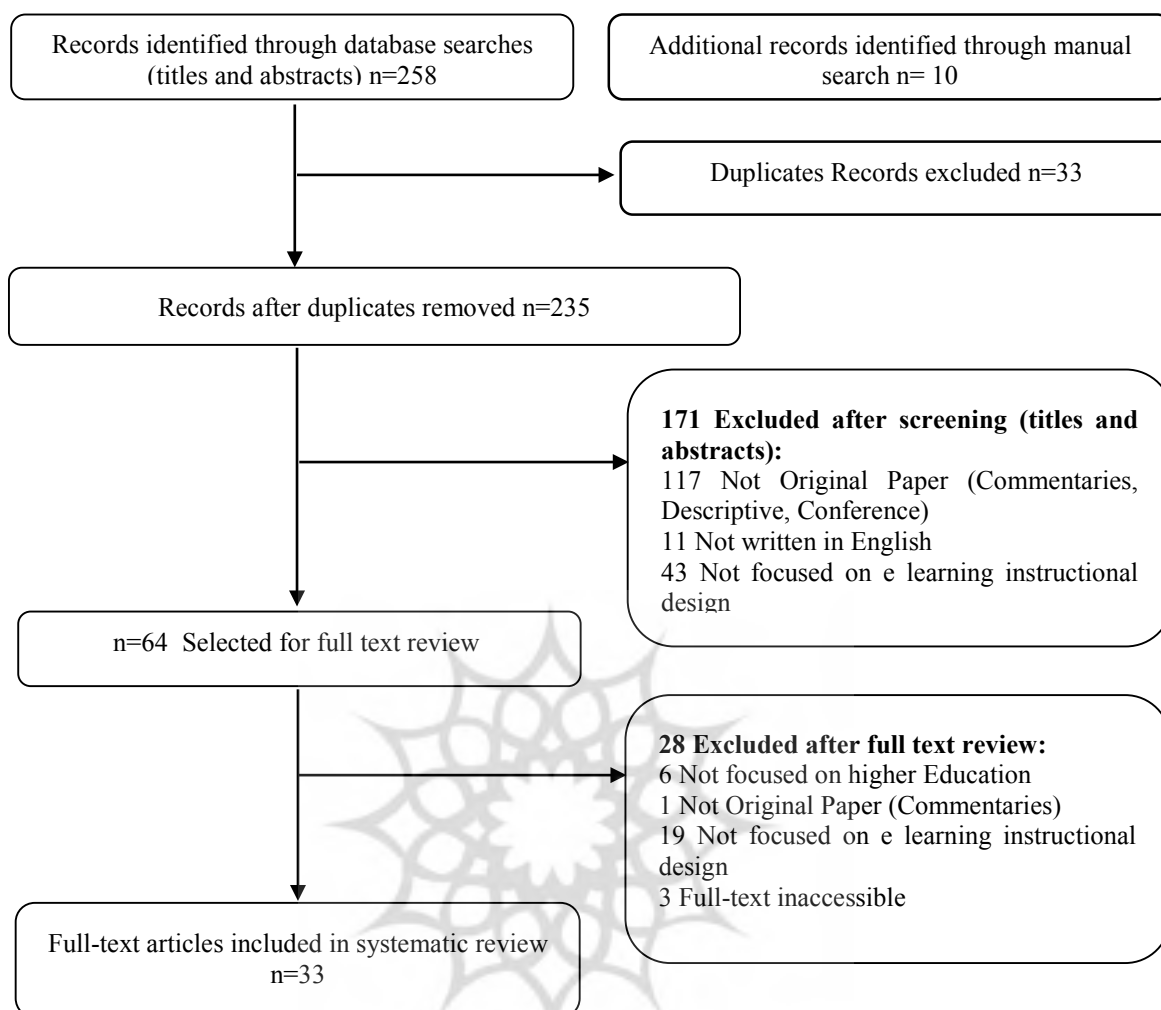 Records identified through database searches
(titles and abstracts) n=258
Additional records identified through manual
search n= 10
Duplicates Records excluded n=33
Records after duplicates removed n=235
171 Excluded after screening (titles and
abstracts):
117 Not Original Paper (Commentaries,
Descriptive, Conference)
11 Not written in English
43 Not focused on e learning instructional
design
n=64 Selected for full text review
28 Excluded after full text review:
6 Not focused on higher Education
1 Not Original Paper (Commentaries)
19 Not focused on e learning instructional
design
3 Full-text inaccessible
Full-text articles included in systematic review
n=33